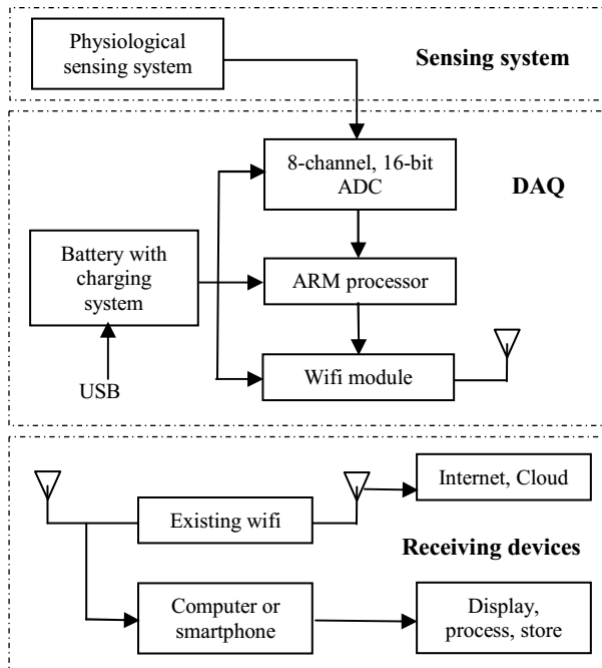 Physiological
sensing system
Sensing system
8-channel, 16-bit
ADC
DAQ
Battery with
charging
system
ARM processor
USB
Wifi module
Internet, Cloud
Existing wifi
Receiving devices
Computer or
smartphone
Display,
process, store